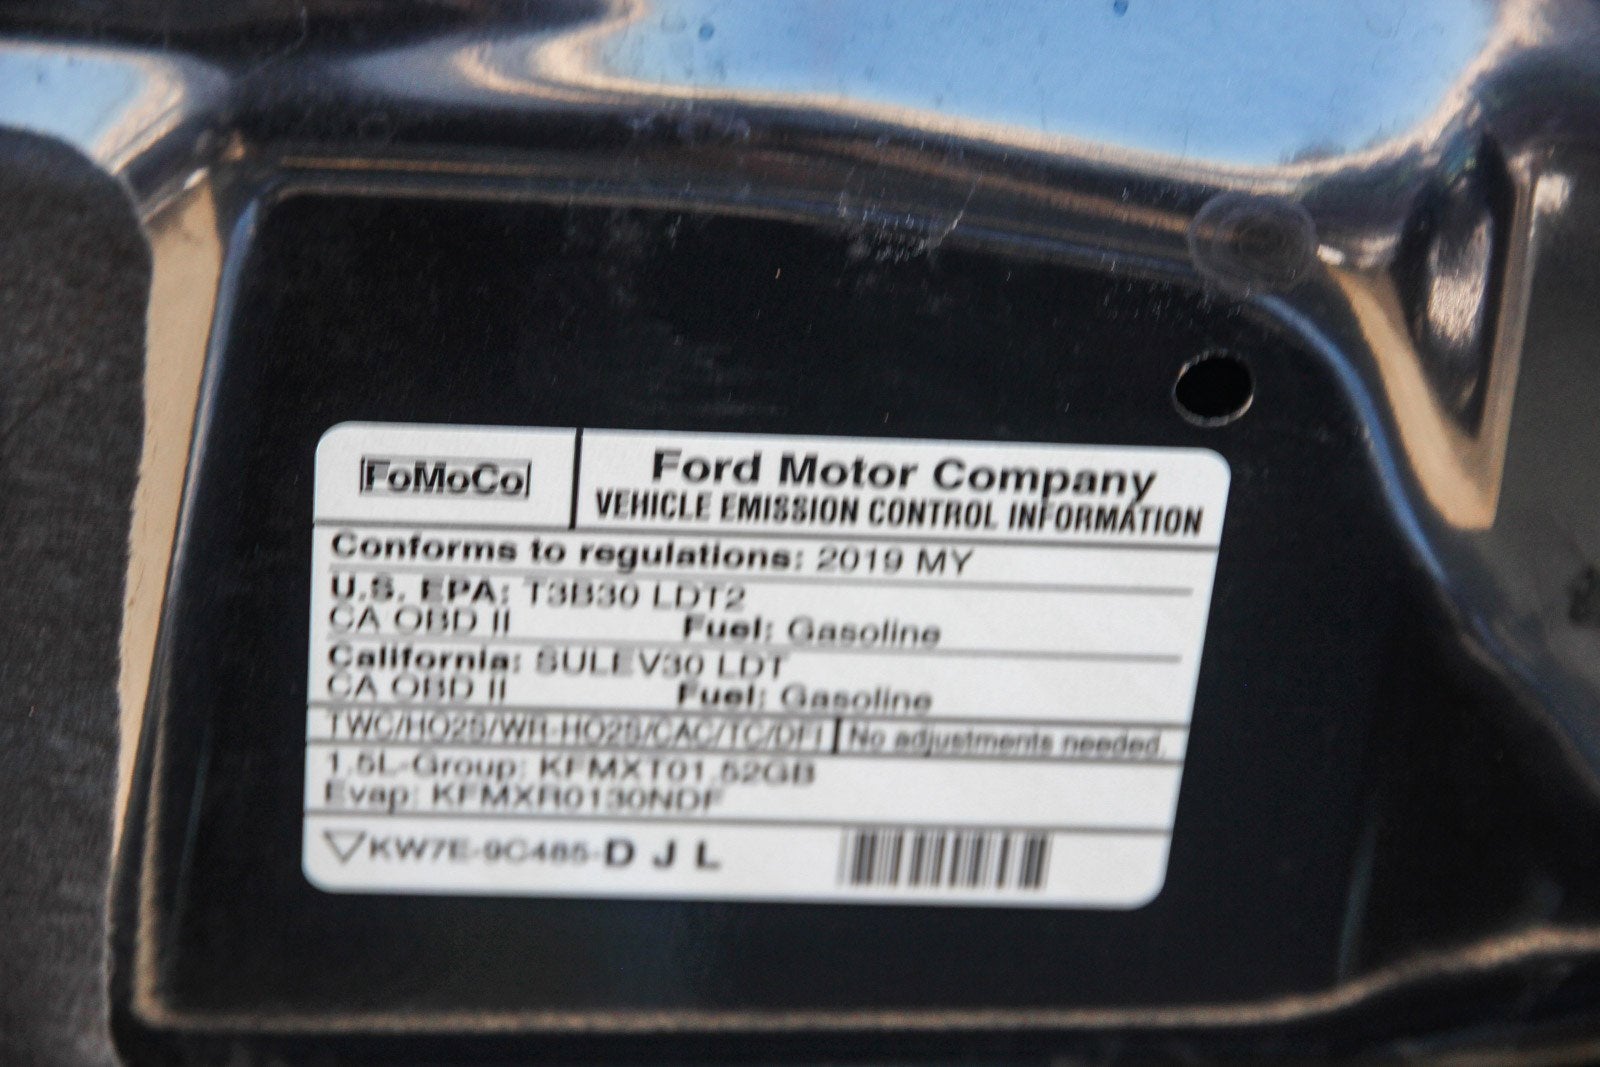 FoMoCo
Ford Motor Company
VEHICLE EMISSION CONTROL INFORMATION
Conforms to regulations: 2019 MY
U.S. EPA: T3B30 LDT2
CA OBD II Fuel: Gasoline
California: SULEV30 LDT
CA OBD II Fuel: Gasoline
TWC/HO2S/WR-HO2S/CAC/TC/DFI No adjustments needed.
1.5L-Group: KFMXT01.52GB
Evap: KFMXR0130NDF
KW7E-9C485-D J L